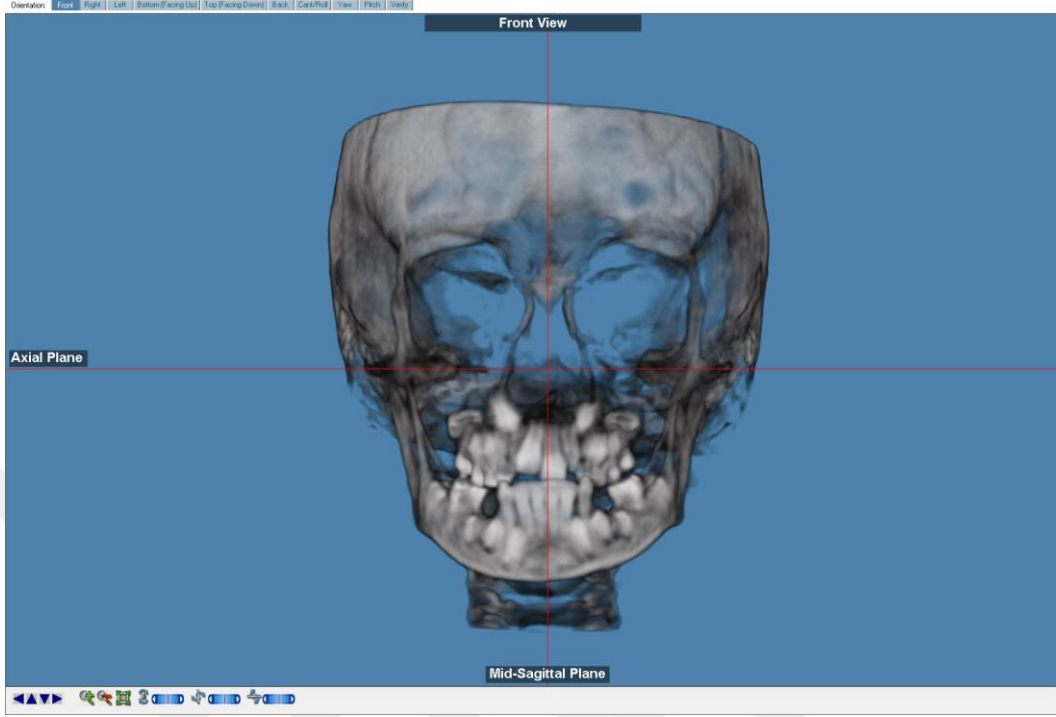 Orientation: Front Right Left Bottom (Facing Up) Top (Facing Down) Back Cant/Roll Yaw Pitch Verify
Front View
Axial Plane
Mid-Sagittal Plane